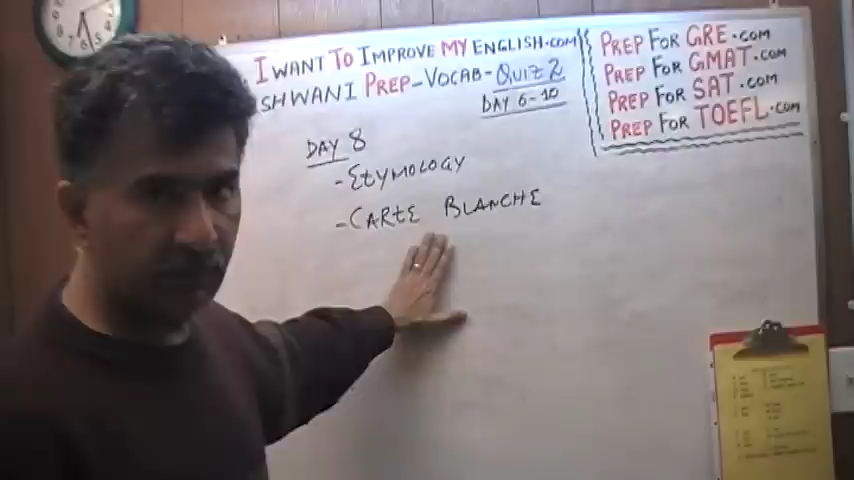 . I WANT TO IMPROVE MY ENGLISH.COM
SHWANI PREP-VOCAB-QUIZ 2
DAY 6-10
PREP FOR GRE.COM
PREP FOR GMAT.COM
PREP FOR SAT.COM
PREP FOR TOEFL.COM
DAY 8
- ETYMOLOGY
- CARTE BLANCHE